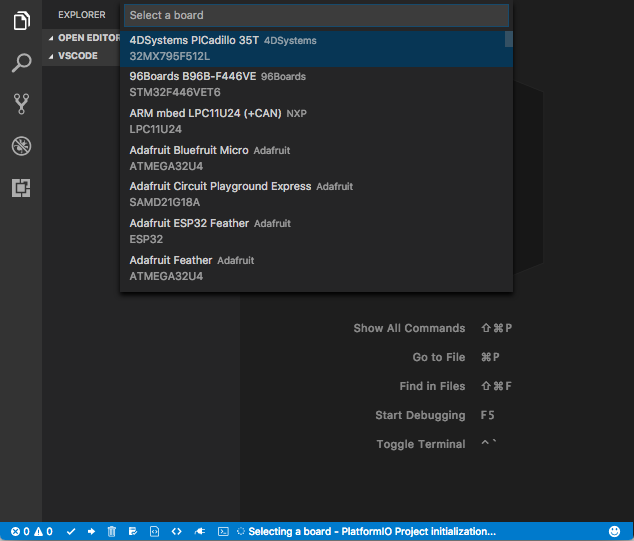 EXPLORER
Select a board
OPEN EDITOR
VSCODE
4DSystems PICadillo 35T 4DSystems
32MX795F512L
96Boards B96B-F446VE 96Boards
STM32F446VET6
ARM mbed LPC11U24 (+CAN) NXP
LPC11U24
Adafruit Bluefruit Micro Adafruit
ATMEGA32U4
Adafruit Circuit Playground Express Adafruit
SAMD21G18A
Adafruit ESP32 Feather Adafruit
ESP32
Adafruit Feather Adafruit
ATMEGA32U4
Show All Commands ⇧⌘P
Go to File ⌘P
Find in Files ⇧⌘F
Start Debugging F5
Toggle Terminal ⌃`
0 0 Selecting a board - PlatformIO Project initialization...